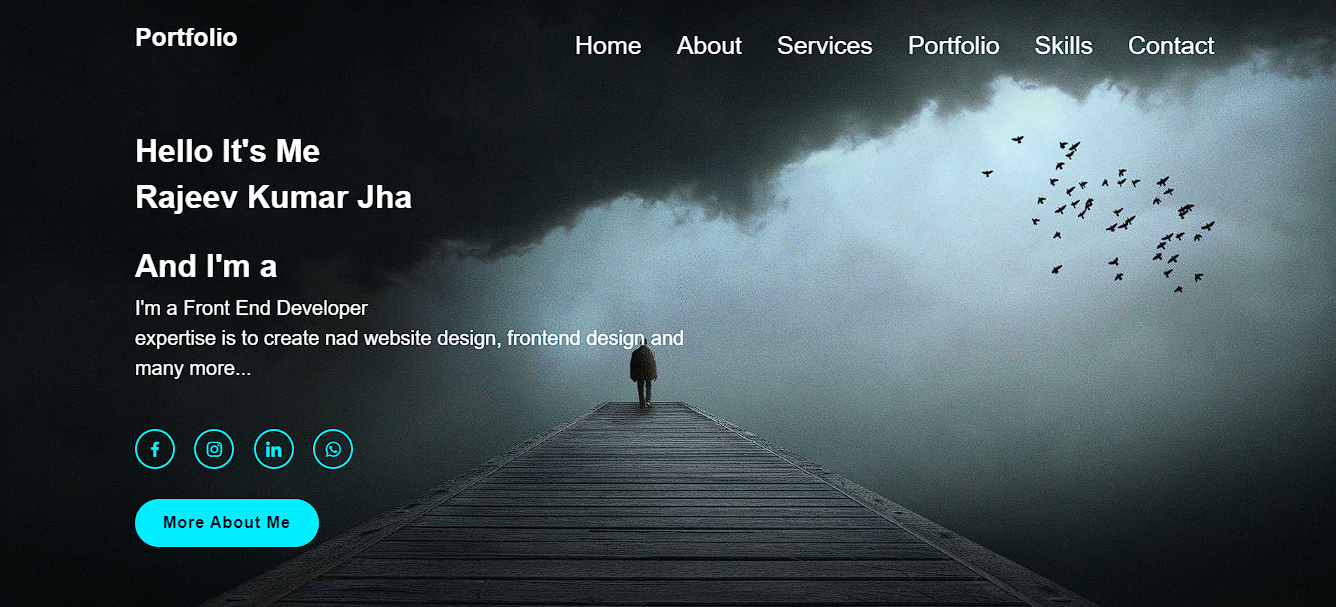 Portfolio
Home About Services Portfolio Skills Contact
Hello It's Me
Rajeev Kumar Jha
And I'm a
I'm a Front End Developer
expertise is to create nad website design, frontend design and
many more...
More About Me